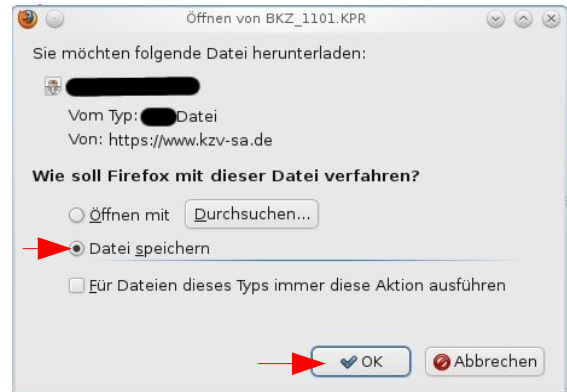 Öffnen von BKZ_1101.KPR
Sie möchten folgende Datei herunterladen:
Vom Typ: Datei
Von: https://www.kzv-sa.de
Wie soll Firefox mit dieser Datei verfahren?
Öffnen mit Durchsuchen...
Datei speichern
Für Dateien dieses Typs immer diese Aktion ausführen
OK Abbrechen